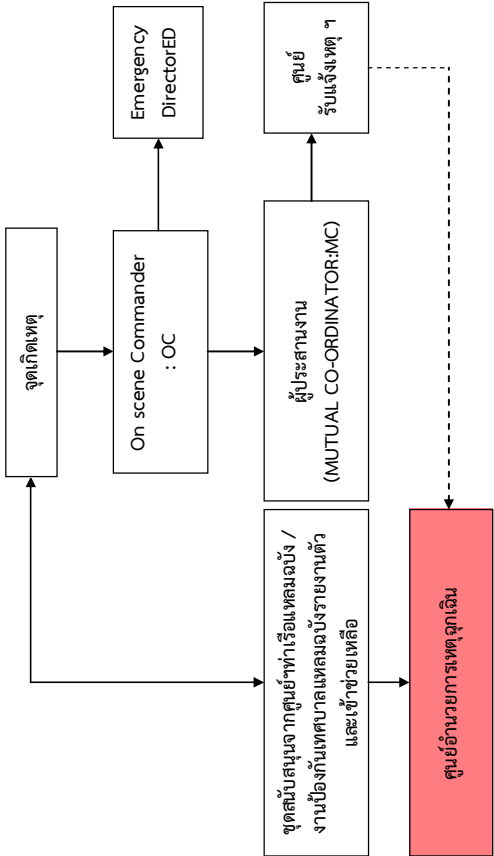 จุดเกิดเหตุ
On scene Commander
: OC
Emergency
DirectorED
ชุดสนับสนุนจากศูนย์ฯท่าเรือแหลมฉบัง /
งานป้องกันเทศบาลแหลมฉบังรายงานตัว
และเข้าช่วยเหลือ
ผู้ประสานงาน
(MUTUAL CO-ORDINATOR:MC)
ศูนย์
รับแจ้งเหตุ ฯ
ศูนย์อำนวยการเหตุฉุกเฉิน